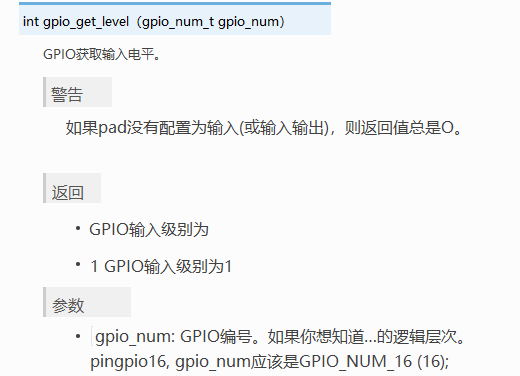 int gpio_get_level（gpio_num_t gpio_num）
GPIO获取输入电平。
警告
如果pad没有配置为输入(或输入输出)，则返回值总是O。
返回
• GPIO输入级别为
• 1 GPIO输入级别为1
参数
• gpio_num: GPIO编号。如果你想知道...的逻辑层次。
pingpio16, gpio_num应该是GPIO_NUM_16 (16);